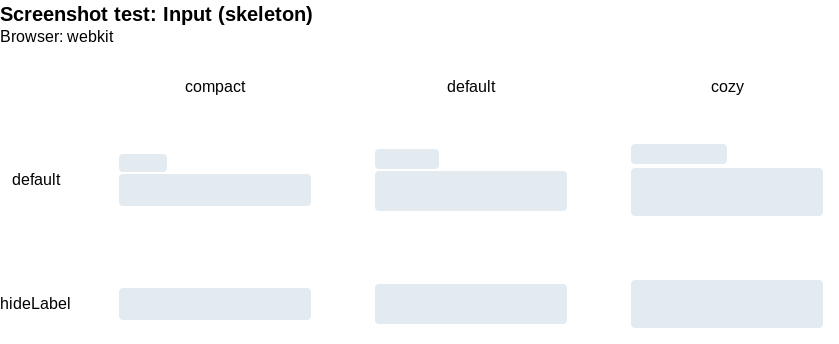 Screenshot test: Input (skeleton)
Browser: webkit
compact default cozy
default
hideLabel